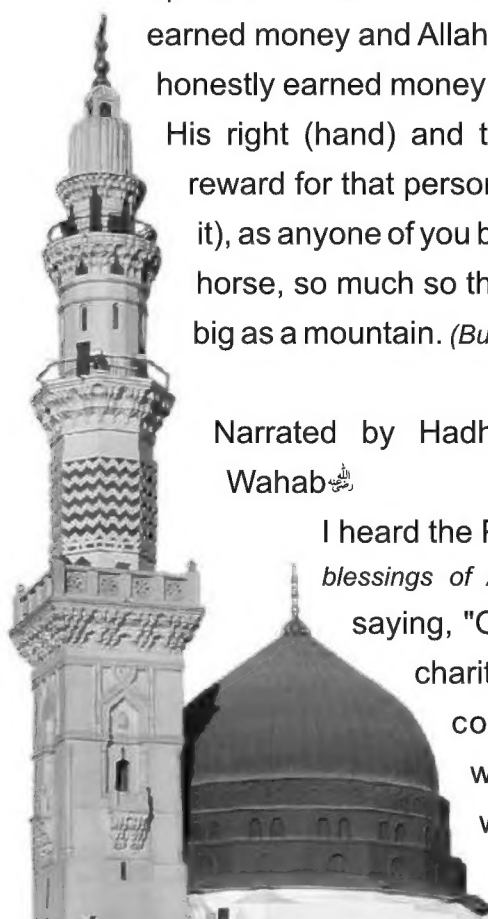 earned money and Allah
honestly earned money
His right (hand) and t
reward for that person
it), as anyone of you b
horse, so much so th
big as a mountain. (Bu
Narrated by Hadh
Wahab
I heard the P
blessings of
saying, "C
charit
co
w
w